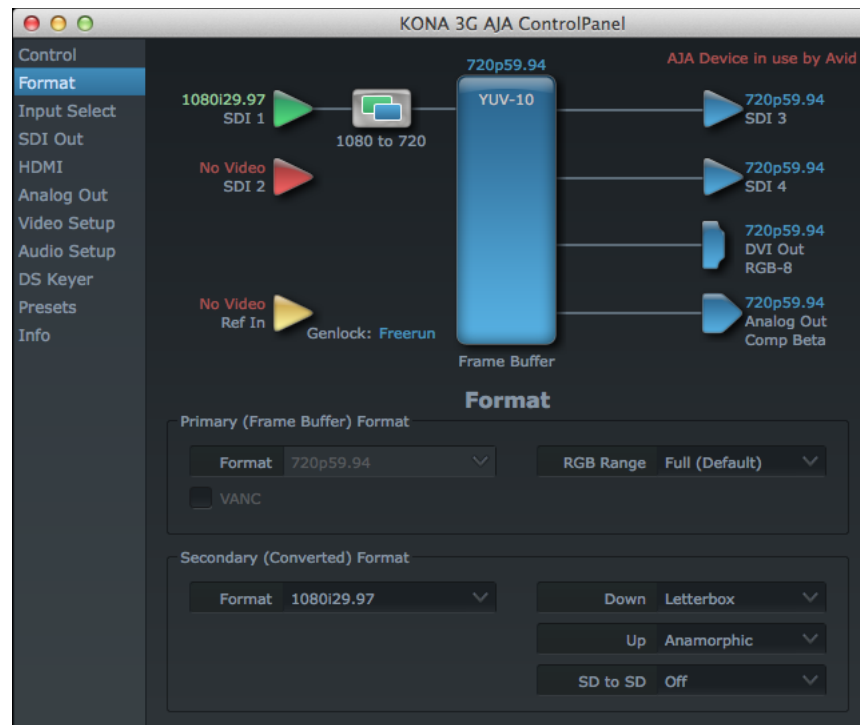 KONA 3G AJA ControlPanel
Control
Format
Input Select
SDI Out
HDMI
Analog Out
Video Setup
Audio Setup
DS Keyer
Presets
Info
720p59.94
AJA Device in use by Avid
1080i29.97
SDI 1
1080 to 720
YUV-10
720p59.94
SDI 3
No Video
SDI 2
720p59.94
SDI 4
720p59.94
DVI Out
RGB-8
No Video
Ref In
Genlock: Freerun
720p59.94
Analog Out
Comp Beta
Frame Buffer
Format
Primary (Frame Buffer) Format
Format 720p59.94
RGB Range Full (Default)
VANC
Secondary (Converted) Format
Format 1080i29.97
Down Letterbox
Up Anamorphic
SD to SD Off